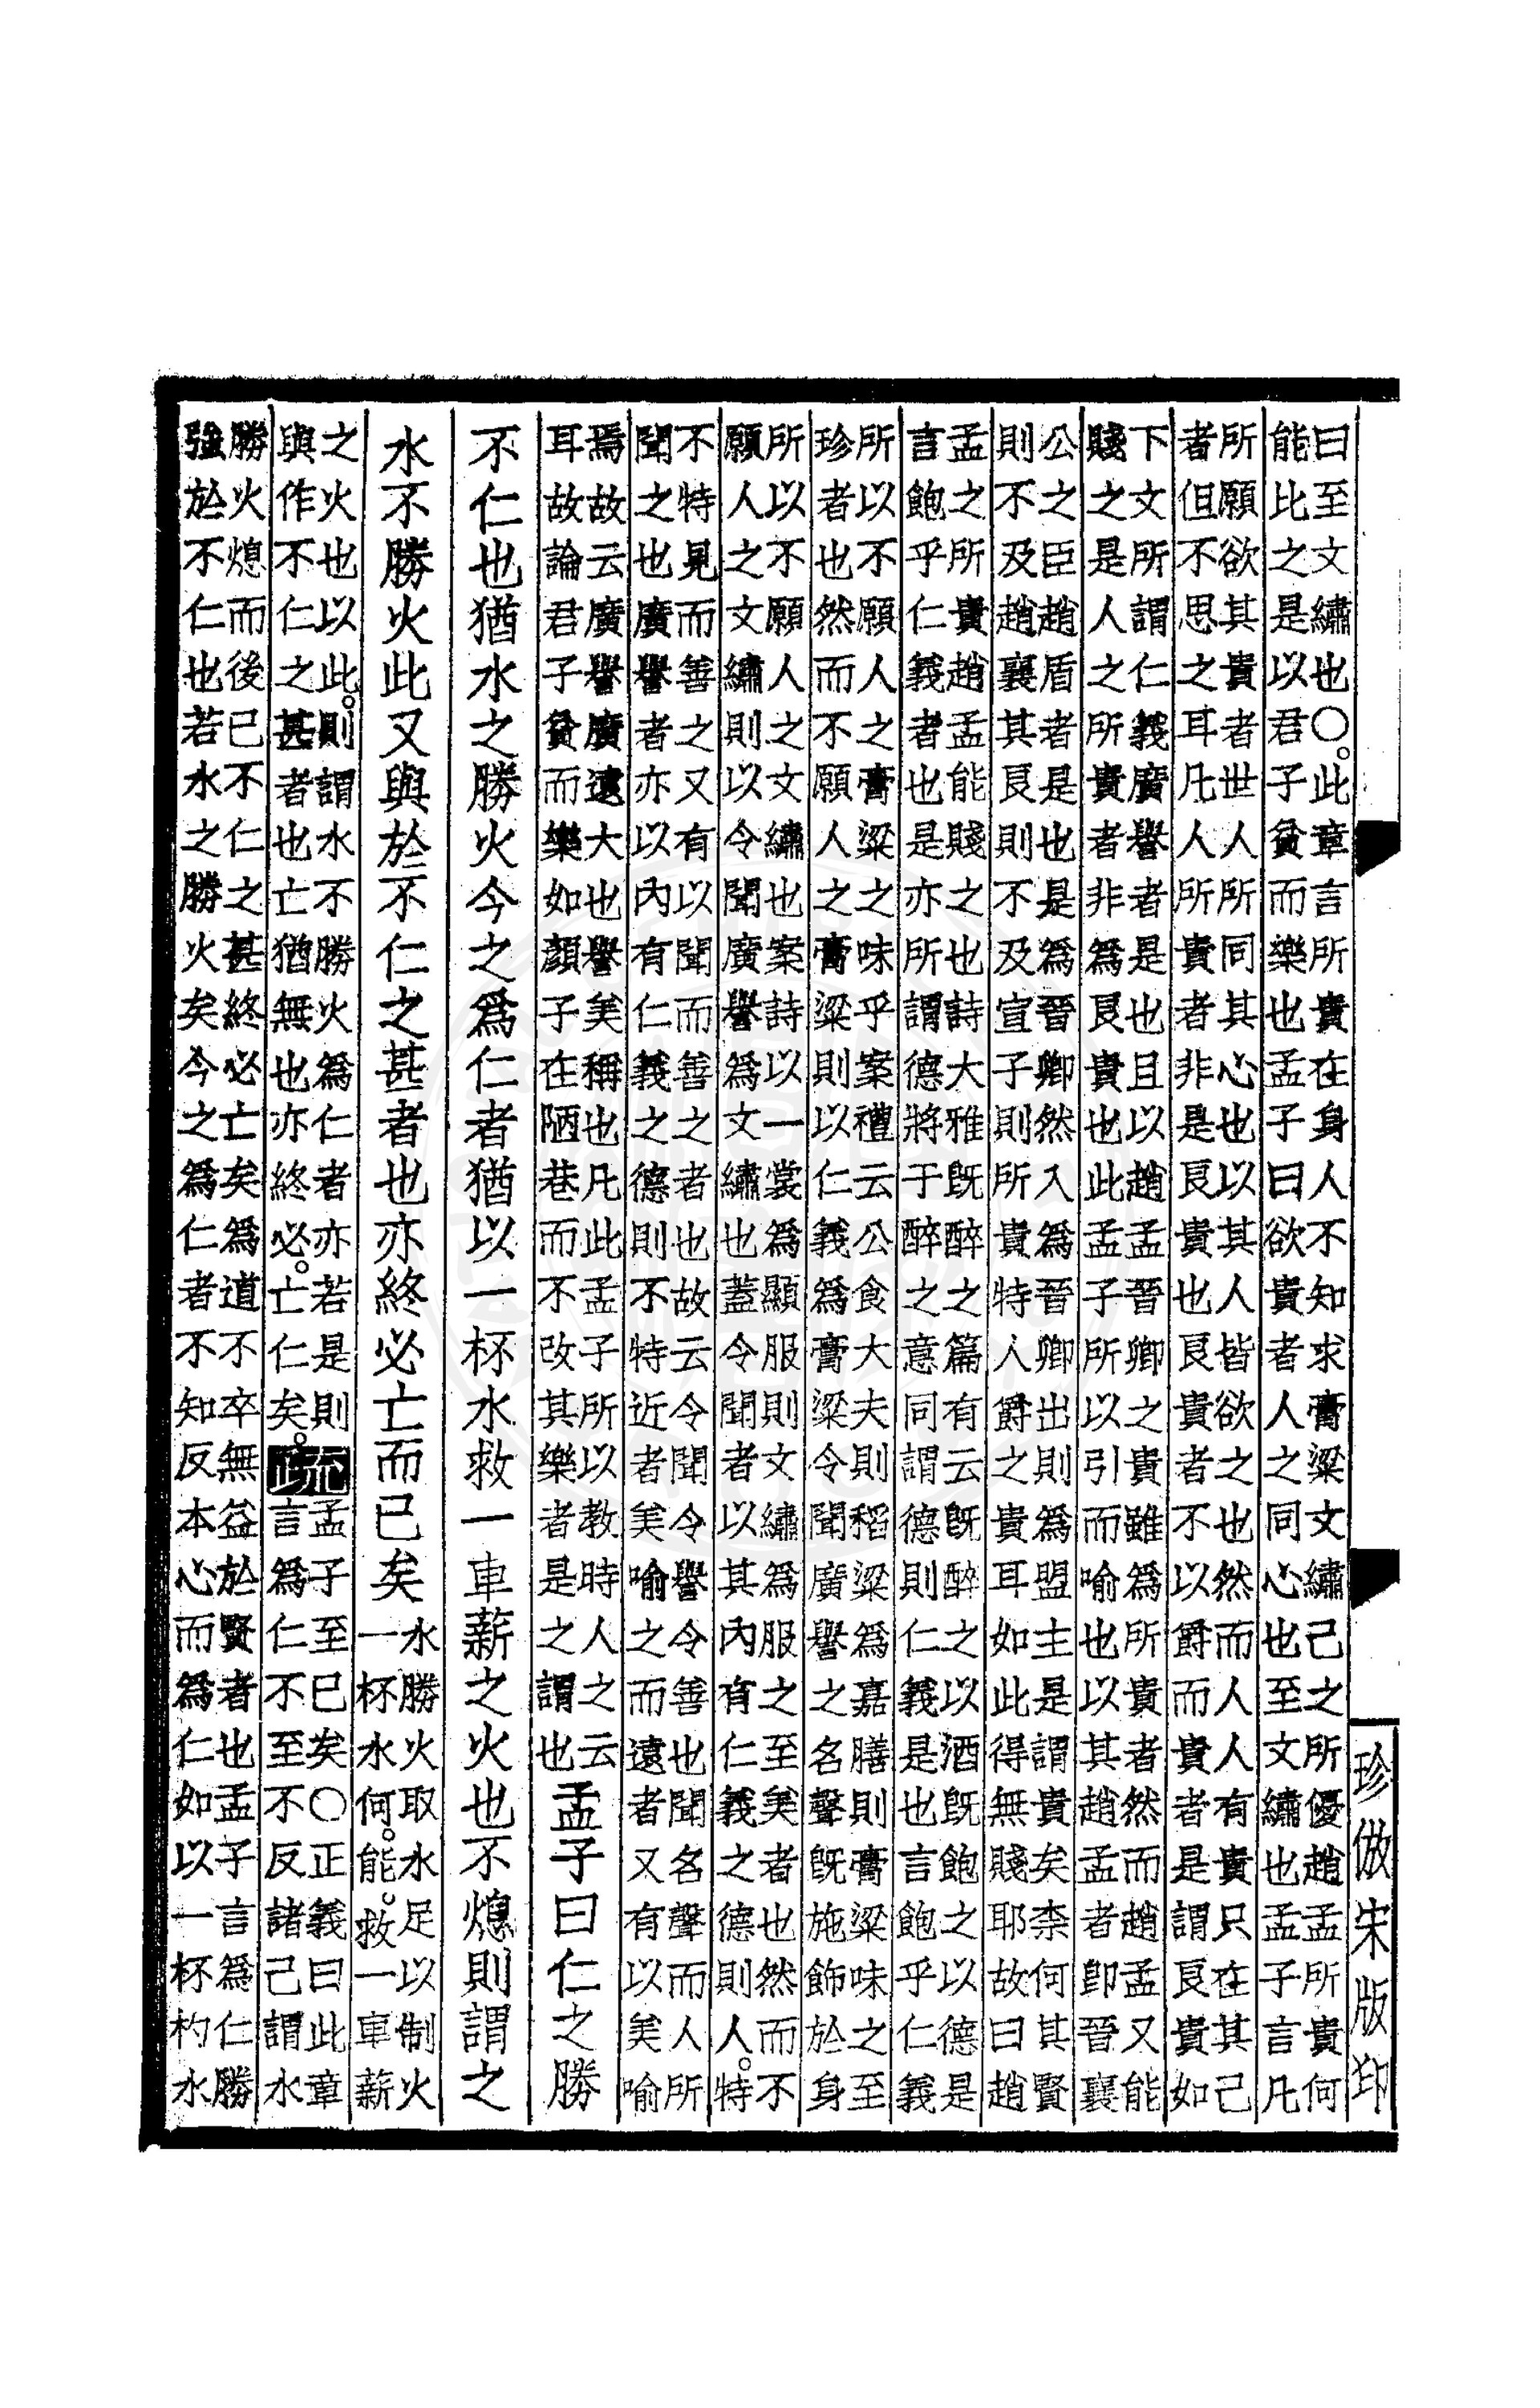 曰至文繡也〇此章言所貴在身人不知求膏粱文繡己之所優趙孟所貴何
能比之是以君子貧而樂也孟子曰欲貴者人之同心也至文繡也孟子言凡
所願欲其貴者世人所同其心也以其人皆欲之也然而人人有貴只在其己
者但不思之耳凡人所貴者非是良貴也良貴者不以爵而貴者是謂良貴如
下文所謂仁義廣譽者是也且以趙孟晉卿之貴雖爲所貴者然而趙孟又能
賤之是人之所貴者非爲良貴也此孟子所以引而喻也以其趙孟者卽晉襄
公之臣趙盾者是也是爲晉卿然入爲晉卿出則爲盟主是謂貴矣柰何其賢
則不及趙襄其良則不及宣子則所貴特人爵之貴耳如此得無賤耶故曰趙
孟之所貴趙孟能賤之也詩大雅旣醉之篇有云旣醉之以酒旣飽之以德是
言飽乎仁義者也是亦所謂德將于醉之意同謂德則仁義是也言飽乎仁義
所以不願人之膏粱之味乎案禮云公食大夫則稻粱爲嘉膳則膏粱味之至
珍者也然而不願人之膏粱則以仁義爲膏粱令聞廣譽之名聲旣施飾於身
所以不願人之文繡也案詩以一裳爲顯服則文繡爲服之至美者也然而不
願人之文繡則以令聞廣譽爲文繡也蓋令聞者以其內有仁義之德則人。特
不特見而善之又有以聞而善之者也故云令聞令譽令善也聞名聲而人所
聞之也廣譽者亦以內有仁義之德則不特近者美喻之而遠者又有以美喻
焉故云廣譽廣遠大也譽美稱也凡此孟子所以教時人之云
耳故論君子貧而樂如顏子在陋巷而不改其樂者是之謂也
孟子曰仁之勝
不仁也猶水之勝火今之爲仁者猶以一杯水救一車薪之火也不熄則謂之
水不勝火此又與於不仁之甚者也亦終必亡而已矣
水勝火取水足以制火
一杯水何。能。救一車薪
之火也以此。則謂水不勝火爲仁者亦若是則
與作不仁之甚者也亡猶無也亦終必。亡仁矣。
疏
孟子至已矣〇正義曰此章
言爲仁不至不反諸己謂水
勝火熄而後已不仁之甚終必亡矣爲道不卒無益於賢者也孟子言爲仁勝
強於不仁也若水之勝火矣今之爲仁者不知反本心而爲仁如以一杯杓水
珍倣宋版印